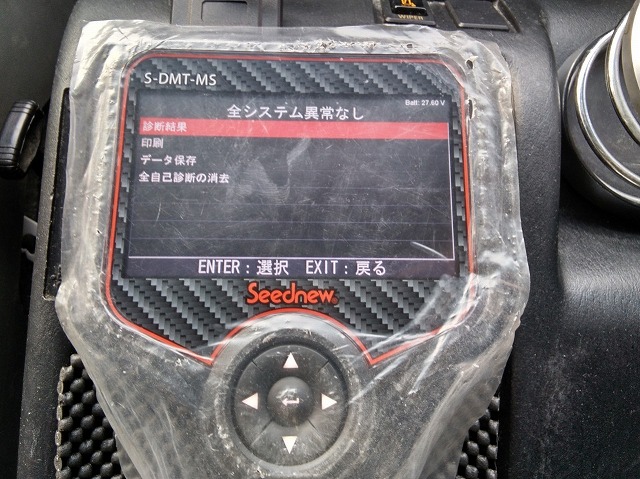 WIPER
S-DMT-MS
Batt: 27.60 V
全システム異常なし
診断結果
印刷
データ保存
全自己診断の消去
ENTER：選択 EXIT：戻る
Seednew